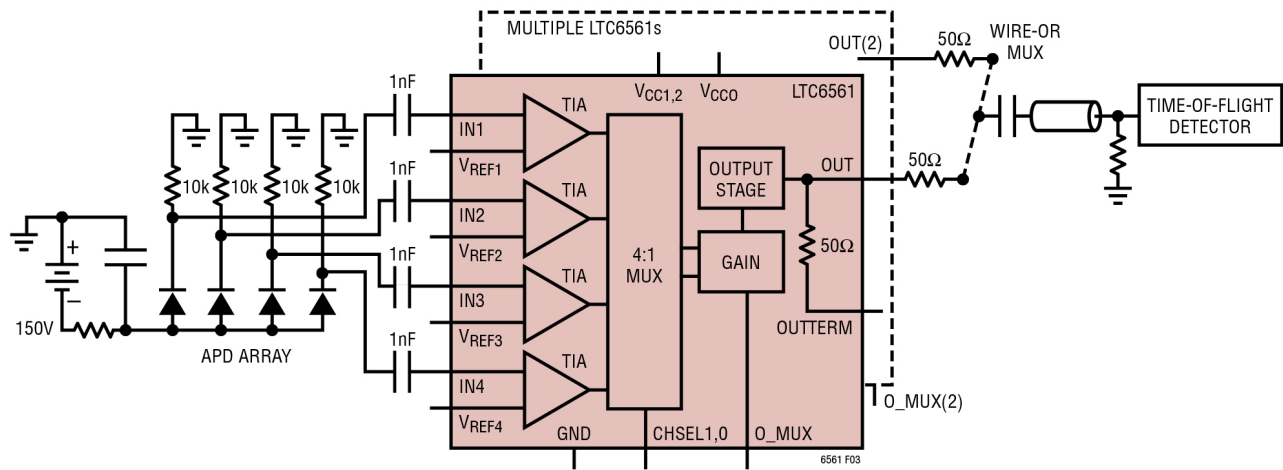 MULTIPLE LTC6561s
OUT(2)
50Ω
WIRE-OR
MUX
1nF
VCC1,2
VCCO
LTC6561
TIA
IN1
VREF1
10k
10k
10k
10k
1nF
TIA
IN2
VREF2
1nF
TIA
IN3
VREF3
1nF
TIA
IN4
VREF4
4:1
MUX
OUTPUT
STAGE
GAIN
OUT
50Ω
50Ω
OUTTERM
TIME-OF-FLIGHT
DETECTOR
+
−
150V
APD ARRAY
GND
CHSEL1,0
O_MUX
O_MUX(2)
6561 F03